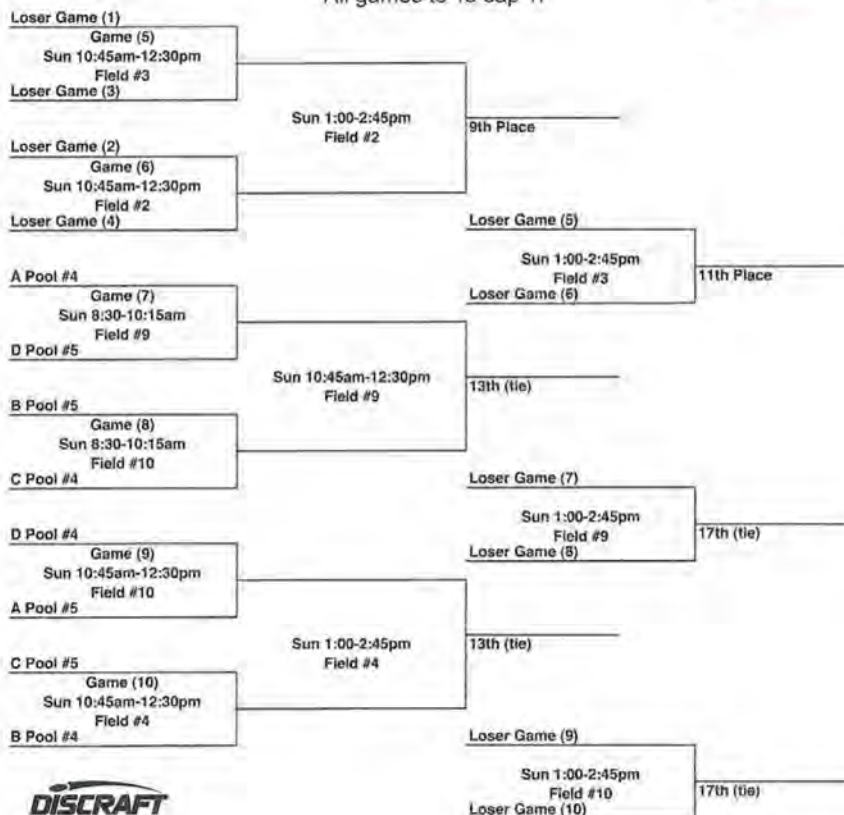 Loser Game (1)
Game (5)
Sun 10:45am-12:30pm
Field #3
Loser Game (3)
Sun 1:00-2:45pm
Field #2
9th Place
Loser Game (2)
Game (6)
Sun 10:45am-12:30pm
Field #2
Loser Game (4)
Loser Game (5)
Sun 1:00-2:45pm
Field #3
Loser Game (6)
11th Place
A Pool #4
Game (7)
Sun 8:30-10:15am
Field #9
D Pool #5
Sun 10:45am-12:30pm
Field #9
13th (tie)
B Pool #5
Game (8)
Sun 8:30-10:15am
Field #10
C Pool #4
Loser Game (7)
Sun 1:00-2:45pm
Field #9
Loser Game (8)
17th (tie)
D Pool #4
Game (9)
Sun 10:45am-12:30pm
Field #10
A Pool #5
Sun 1:00-2:45pm
Field #4
13th (tie)
C Pool #5
Game (10)
Sun 10:45am-12:30pm
Field #4
B Pool #4
Loser Game (9)
Sun 1:00-2:45pm
Field #10
Loser Game (10)
17th (tie)
DISCRAFT